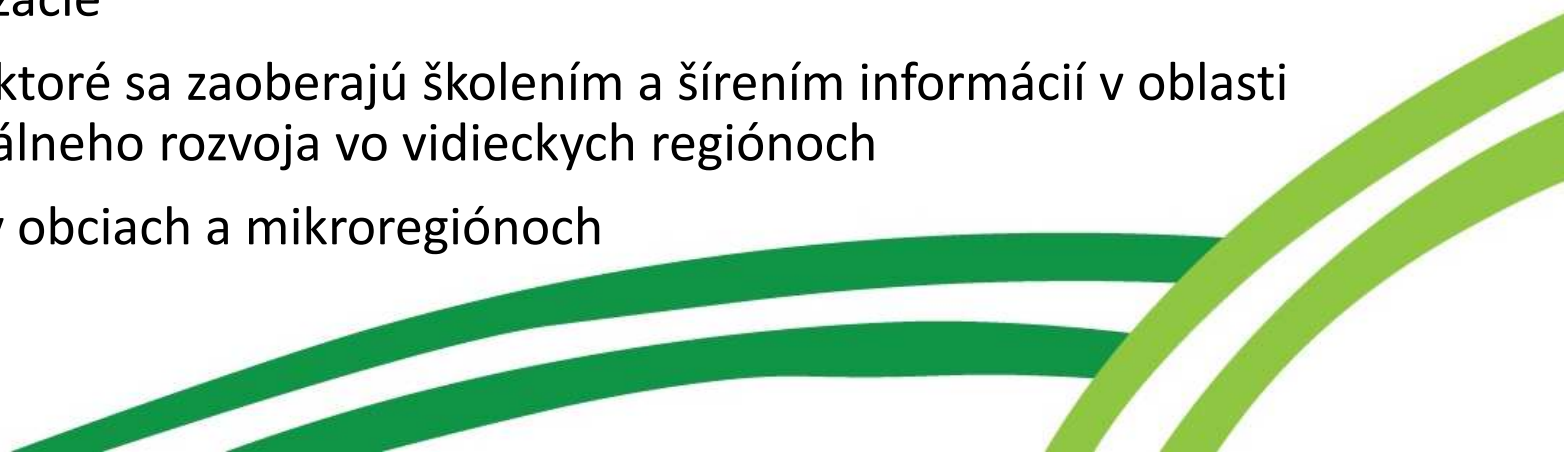 zácie
ktoré sa zaoberajú školením a šírením informácií v oblasti
álneho rozvoja vo vidieckych regiónoch
v obciach a mikroregiónoch